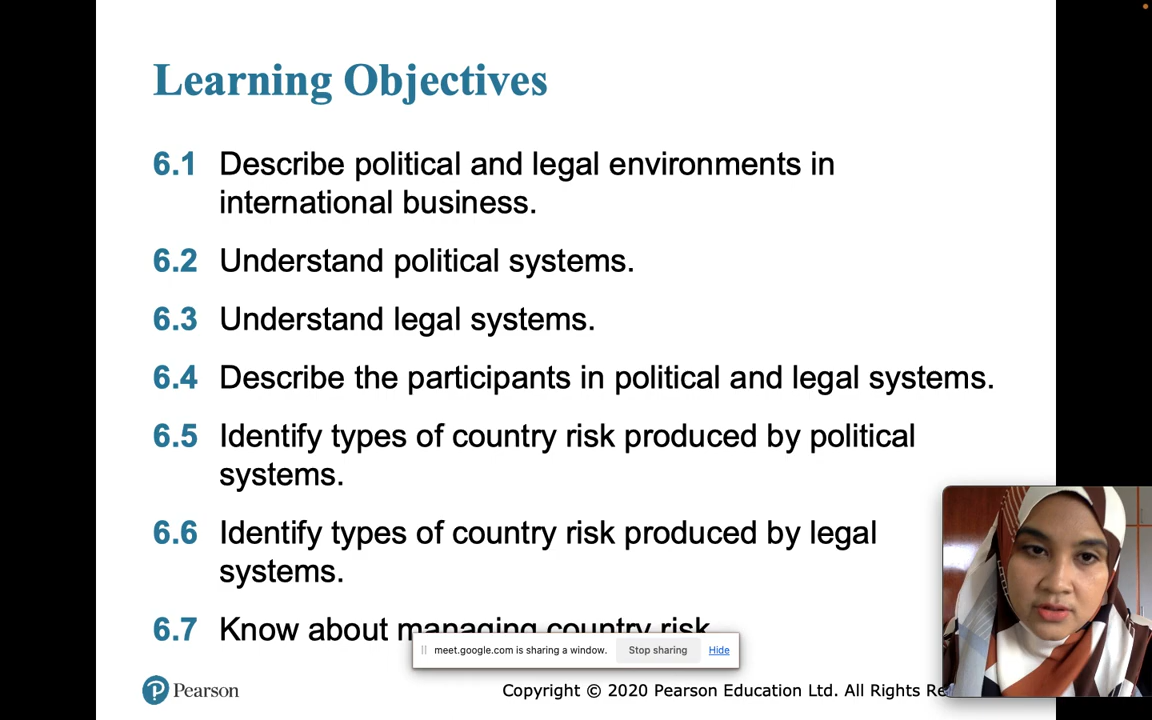 Learning Objectives
6.1 Describe political and legal environments in
international business.
6.2 Understand political systems.
6.3 Understand legal systems.
6.4 Describe the participants in political and legal systems.
6.5 Identify types of country risk produced by political
systems.
6.6 Identify types of country risk produced by legal
systems.
6.7 Know about managing country risk
meet.google.com is sharing a window. Stop sharing Hide
Pearson Copyright © 2020 Pearson Education Ltd. All Rights